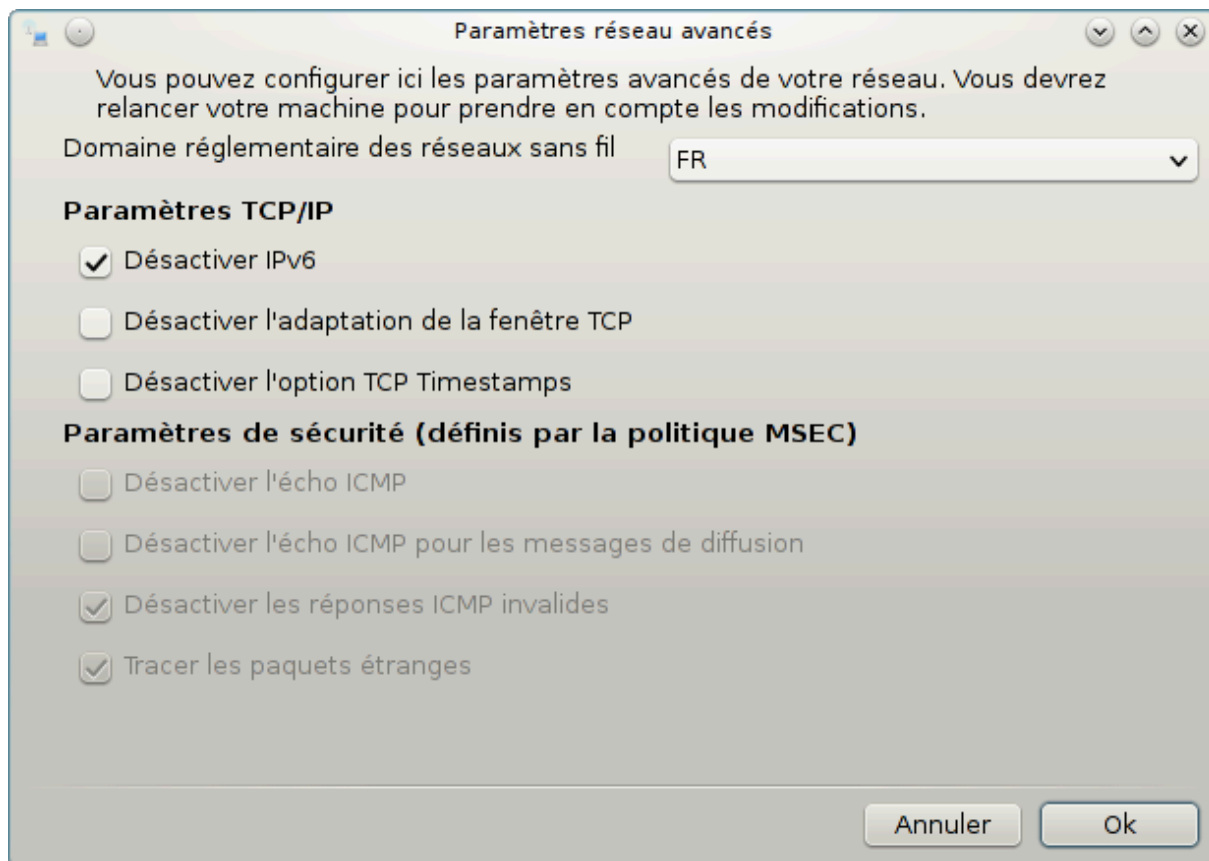 Paramètres réseau avancés
Vous pouvez configurer ici les paramètres avancés de votre réseau. Vous devrez
relancer votre machine pour prendre en compte les modifications.
Domaine réglementaire des réseaux sans fil
FR
Paramètres TCP/IP
Désactiver IPv6
Désactiver l'adaptation de la fenêtre TCP
Désactiver l'option TCP Timestamps
Paramètres de sécurité (définis par la politique MSEC)
Désactiver l'écho ICMP
Désactiver l'écho ICMP pour les messages de diffusion
Désactiver les réponses ICMP invalides
Tracer les paquets étranges
Annuler
Ok